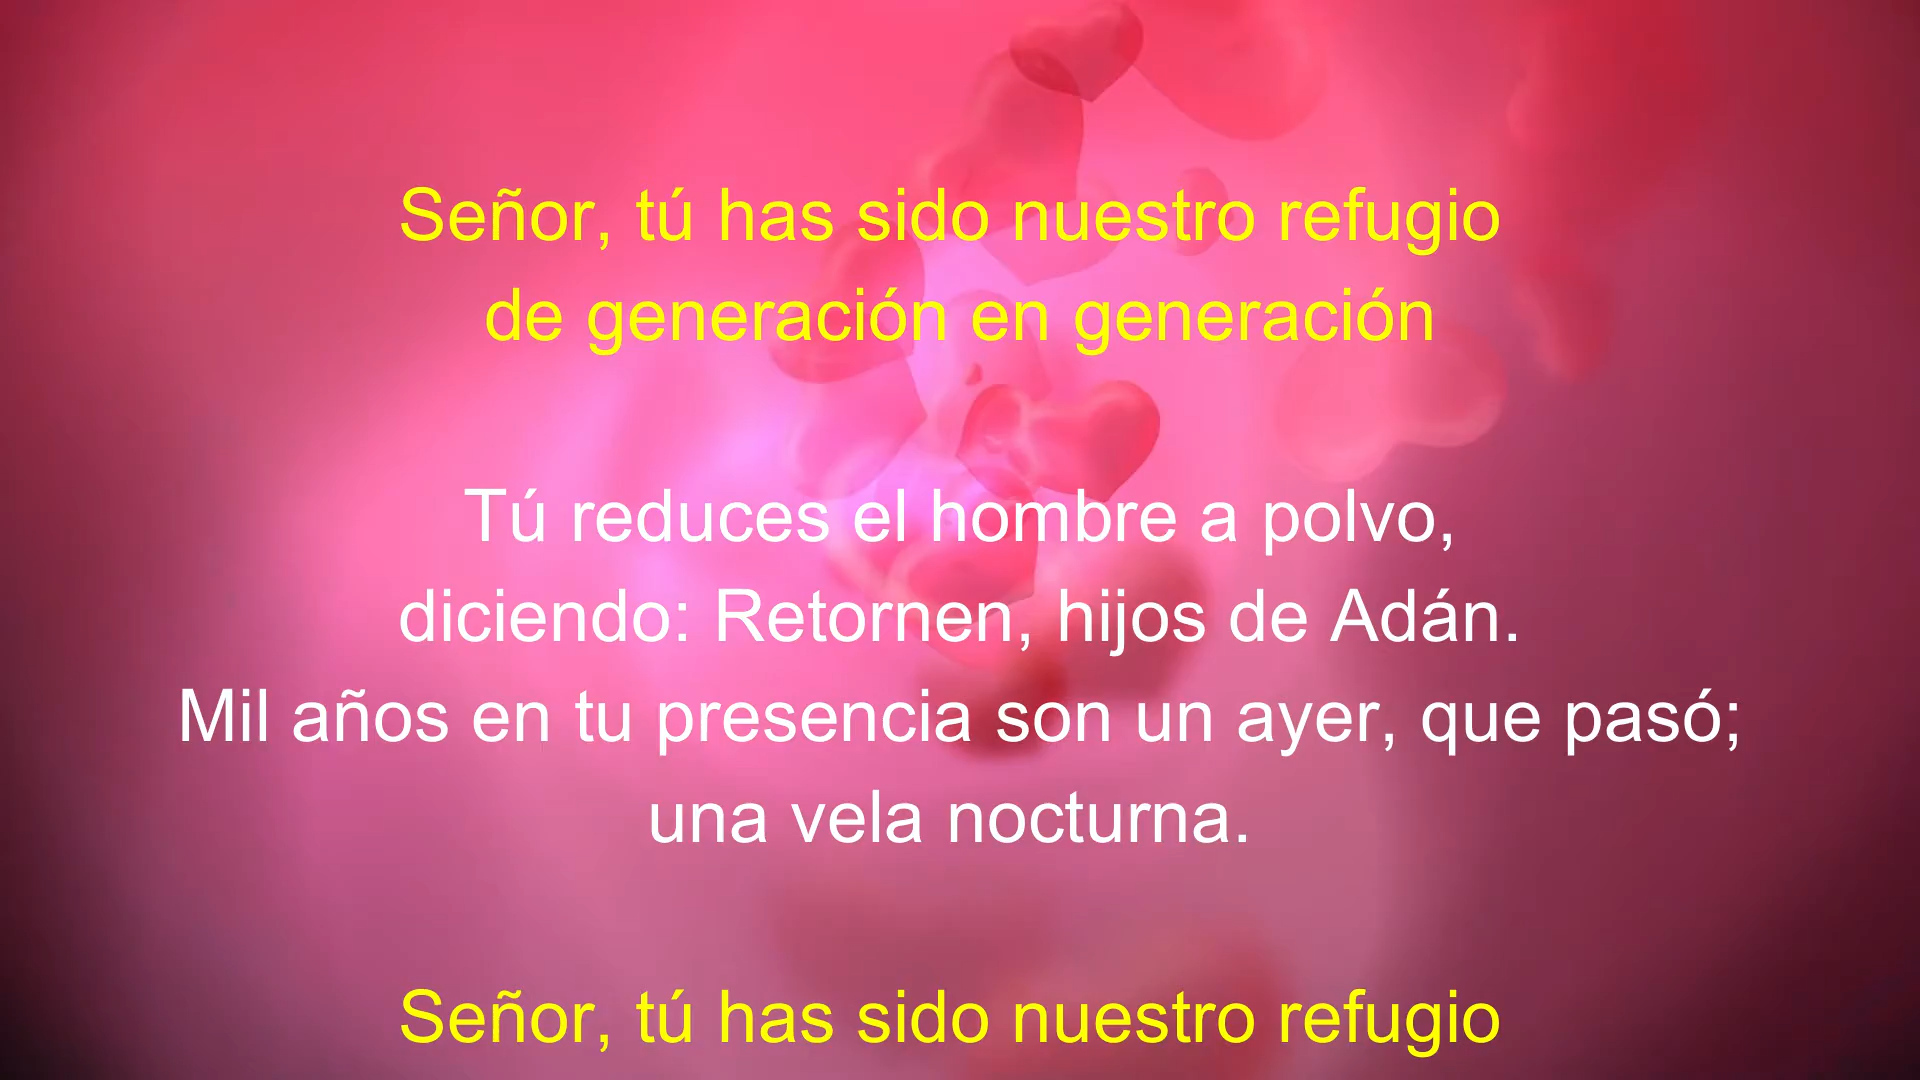 Señor, tú has sido nuestro refugio
de generación en generación
Tú reduces el hombre a polvo,
diciendo: Retornen, hijos de Adán.
Mil años en tu presencia son un ayer, que pasó;
una vela nocturna.
Señor, tú has sido nuestro refugio